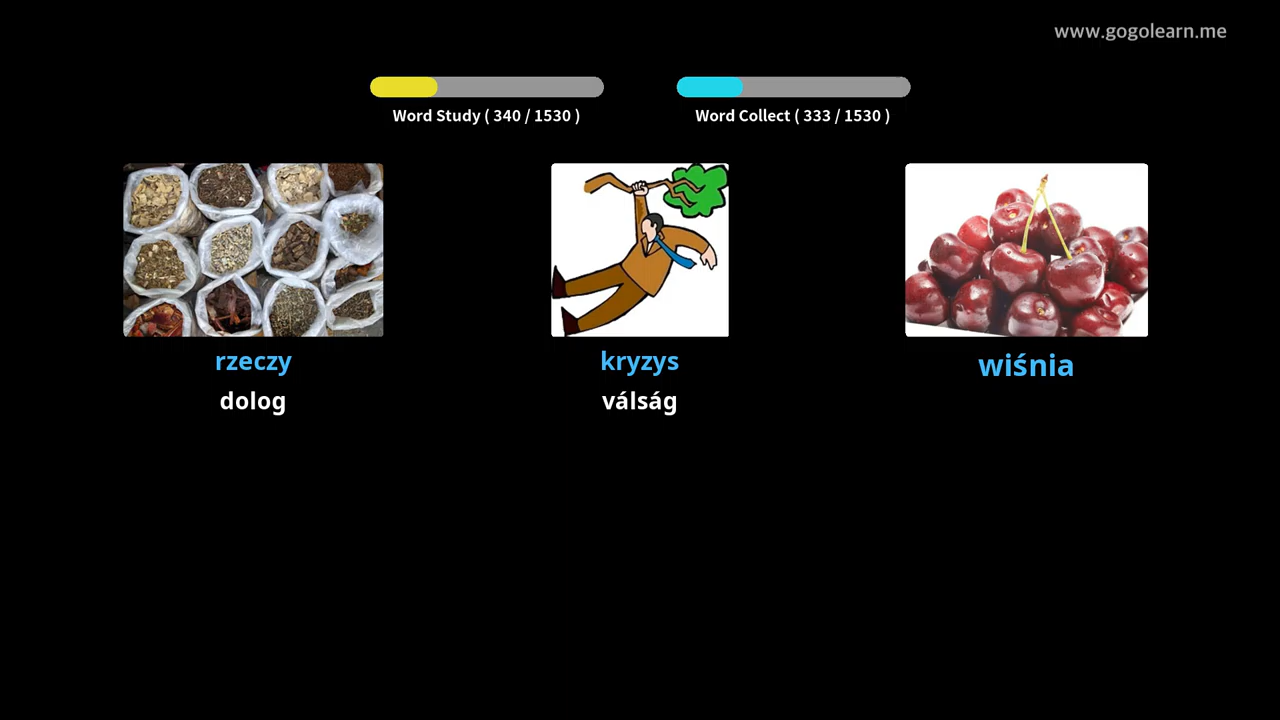 www.gogolearn.me
Word Study ( 340 / 1530 )
Word Collect ( 333 / 1530 )
rzeczy
dolog
kryzys
válság
wiśnia